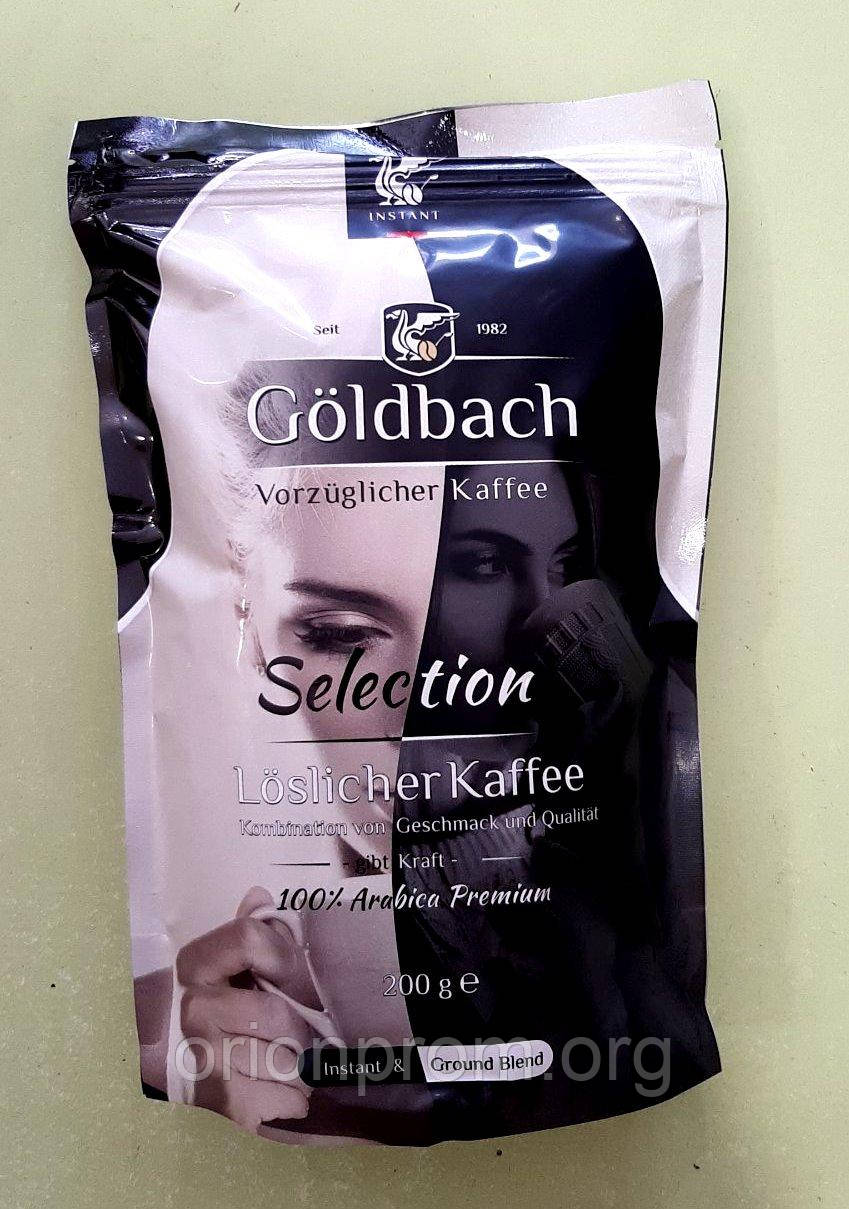 INSTANT
Seit 1982
Göldbach
Vorzüglicher Kaffee
Selection
Löslicher Kaffee
Kombination von Geschmack und Qualität
- gibt Kraft -
100% Arabica Premium
200 g ℮
orionprom.org
Instant & Ground Blend